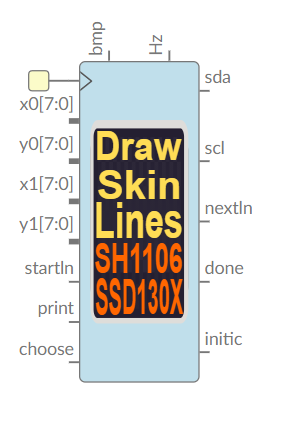 bmp
Hz
sda
x0[7:0]
y0[7:0]
scl
x1[7:0]
y1[7:0]
nextln
startln
done
print
choose
initic
Draw
Skin
Lines
SH1106
SSD130X